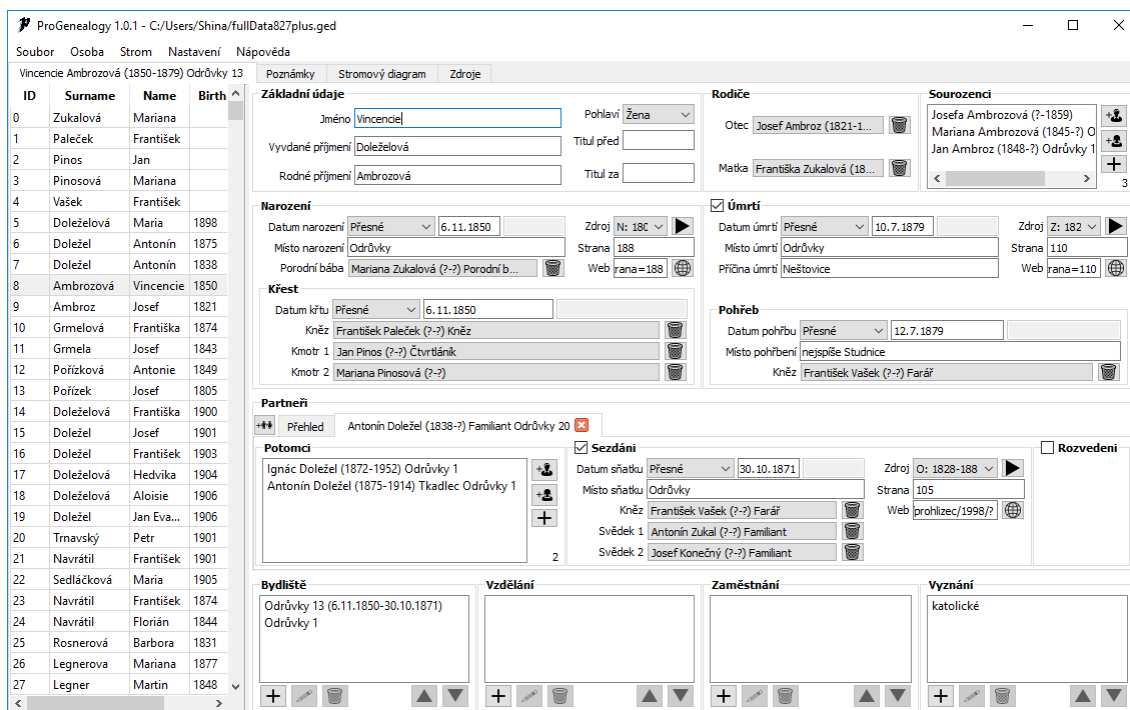 ProGenealogy 1.0.1 - C:/Users/Shina/fullData827plus.ged
Soubor Osoba Strom Nastavení Nápověda
Vincencie Ambrozová (1850-1879) Odrůvky 13 Poznámky Stromový diagram Zdroje
ID Surname Name Birth
0 Zukalová Mariana
1 Paleček František
2 Pinos Jan
3 Pinosová Mariana
4 Vašek František
5 Doleželová Maria 1898
6 Doležel Antonín 1875
7 Doležel Antonín 1838
8 Ambrozová Vincencie 1850
9 Ambroz Josef 1821
10 Grmelová Františka 1874
11 Grmela Josef 1843
12 Pořízková Antonie 1849
13 Pořízek Josef 1805
14 Doleželová Františka 1900
15 Doležel Josef 1901
16 Doležel František 1903
17 Doleželová Hedvika 1904
18 Doleželová Aloisie 1906
19 Doležel Jan Eva... 1906
20 Trnavský Petr 1901
21 Navrátil František 1901
22 Sedláčková Maria 1905
23 Navrátil František 1874
24 Navrátil Florián 1844
25 Rosnerová Barbora 1831
26 Legnerova Mariana 1877
27 Legner Martin 1848
Základní údaje
Jméno Vincencie Pohlaví Žena
Vyvdané příjmení Doleželová Titul před
Rodné příjmení Ambrozová Titul za
Rodiče
Otec Josef Ambroz (1821-1...
Matka Františka Zukalová (18...
Sourozenci
Josefa Ambrozová (?-1859)
Mariana Ambrozová (1845-?) O
Jan Ambroz (1848-?) Odrůvky 1
3
Narození
Datum narození Přesné 6.11.1850 Zdroj N: 180
Místo narození Odrůvky Strana 188
Porodní bába Mariana Zukalová (?-?) Porodní b... Web rana=188
Křest
Datum křtu Přesné 6.11.1850
Kněz František Paleček (?-?) Kněz
Kmotr 1 Jan Pinos (?-?) Čtvrtláník
Kmotr 2 Mariana Pinosová (?-?)
Úmrtí
Datum úmrtí Přesné 10.7.1879 Zdroj Z: 182
Místo úmrtí Odrůvky Strana 110
Příčina úmrtí Neštovice Web rana=110
Pohřeb
Datum pohřbu Přesné 12.7.1879
Místo pohřbení nejspíše Studnice
Kněz František Vašek (?-?) Farář
Partneři
Přehled Antonín Doležel (1838-?) Familiant Odrůvky 20
Potomci
Ignác Doležel (1872-1952) Odrůvky 1
Antonín Doležel (1875-1914) Tkadlec Odrůvky 1
2
Sezdáni
Datum sňatku Přesné 30.10.1871 Zdroj O: 1828-188
Místo sňatku Odrůvky Strana 105
Kněz František Vašek (?-?) Farář Web prohlizec/1998/?
Svědek 1 Antonín Zukal (?-?) Familiant
Svědek 2 Josef Konečný (?-?) Familiant
Rozvedeni
Bydliště
Odrůvky 13 (6.11.1850-30.10.1871)
Odrůvky 1
Vzdělání
Zaměstnání
Vyznání
katolické